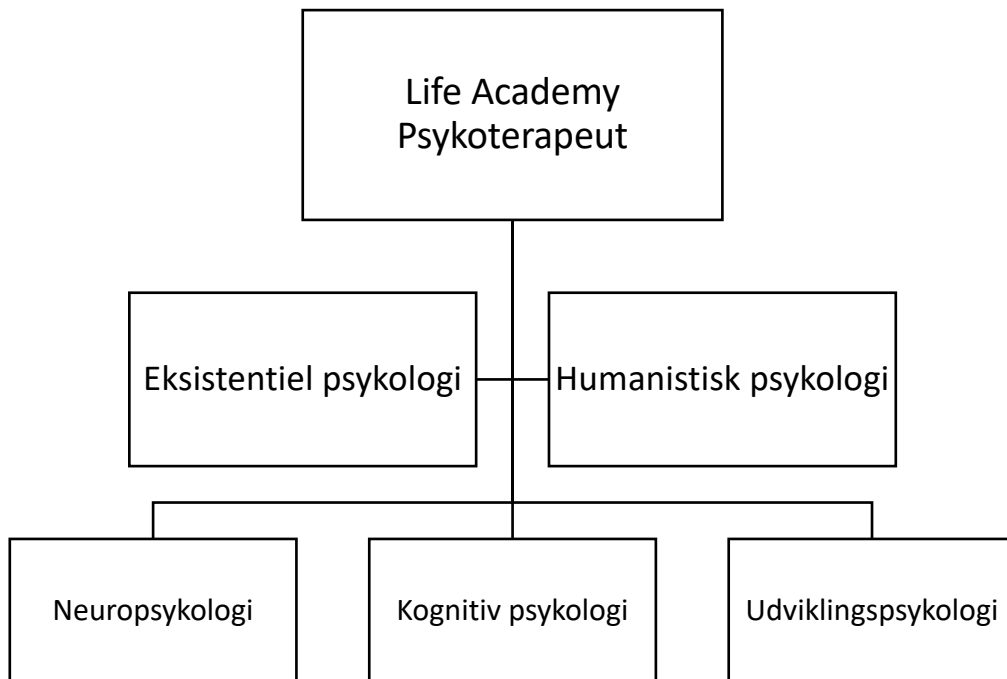 Life Academy
Psykoterapeut
Eksistentiel psykologi
Humanistisk psykologi
Neuropsykologi
Kognitiv psykologi
Udviklingspsykologi